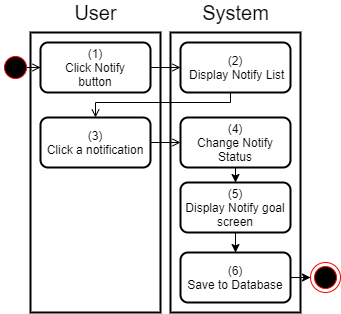 User
System
(1)
Click Notify
button
(2)
Display Notify List
(3)
Click a notification
(4)
Change Notify
Status
(5)
Display Notify goal
screen
(6)
Save to Database